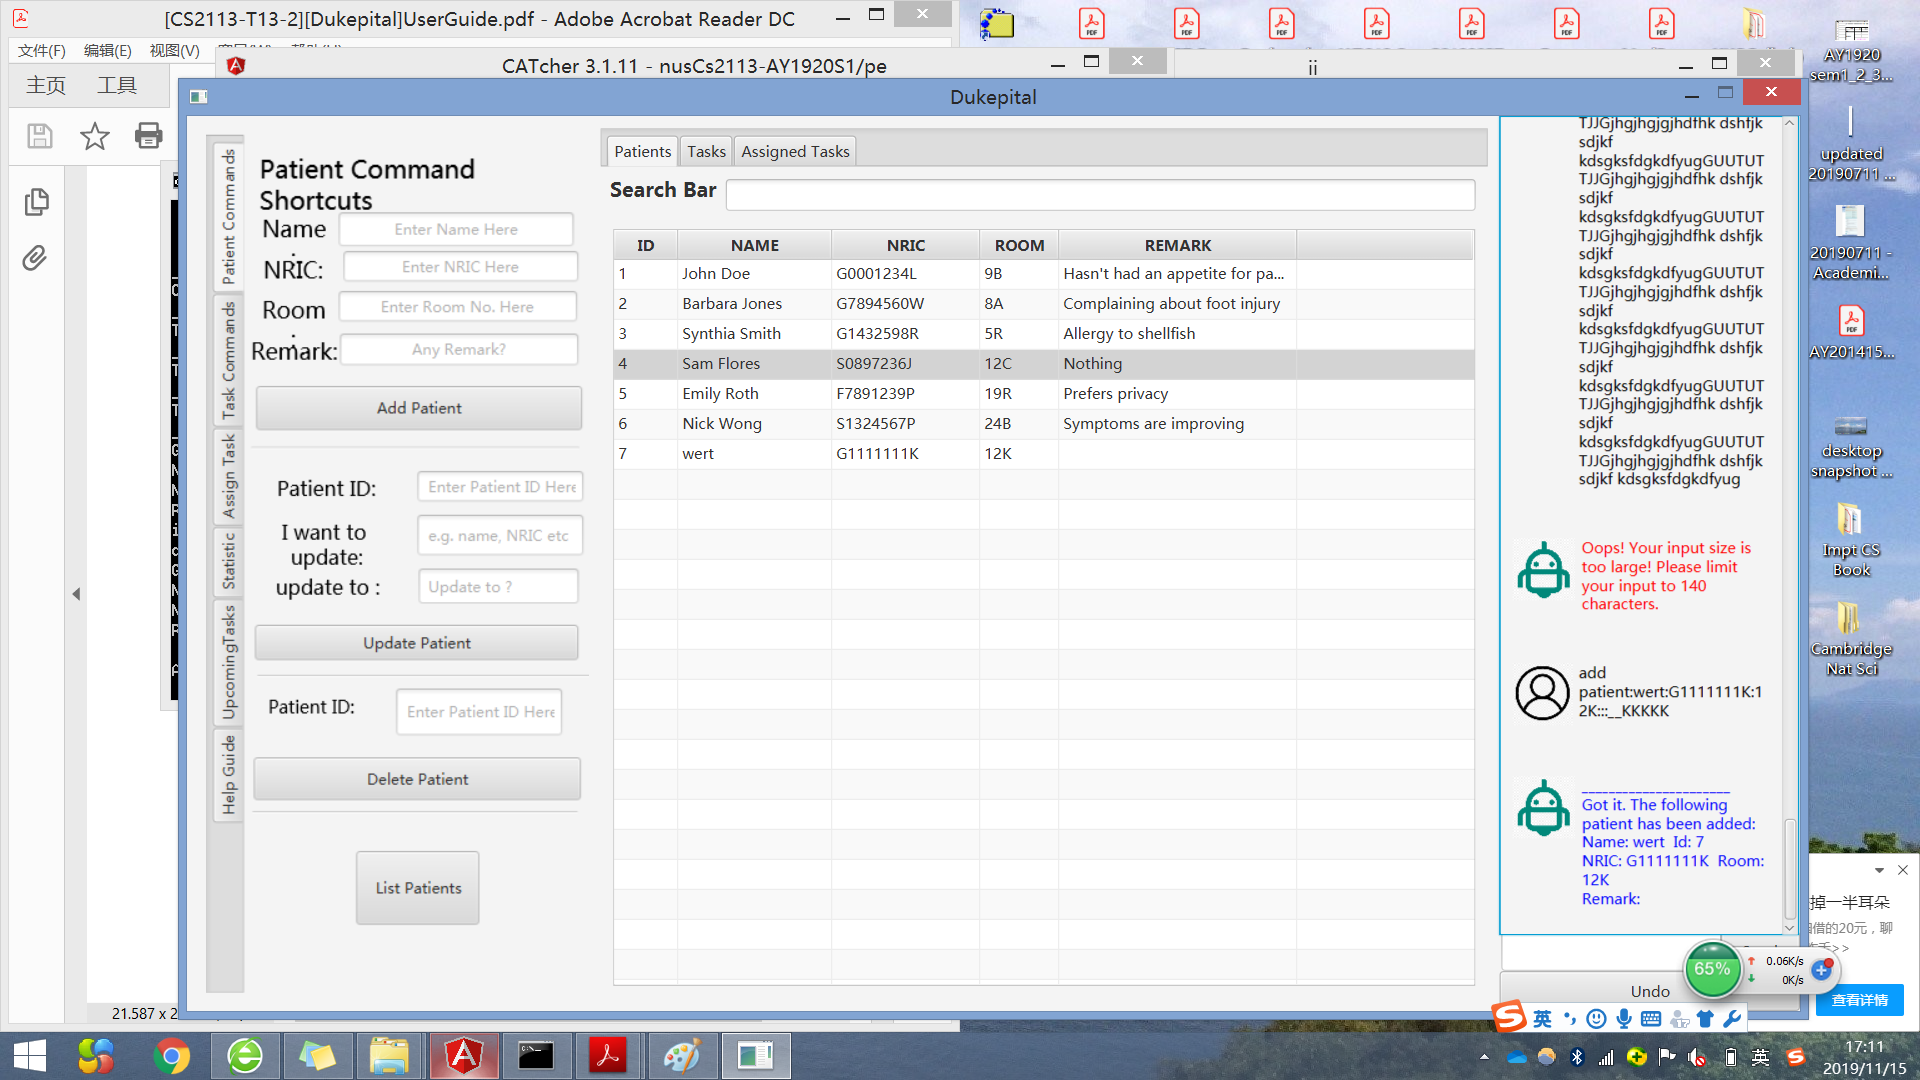 [CS2113-T13-2][Dukepital]UserGuide.pdf - Adobe Acrobat Reader DC
文件(F) 编辑(E) 视图(V)
主页 工具
CATcher 3.1.11 - nusCs2113-AY1920S1/pe
ii
Dukepital
Patient Commands
Task Commands
Assign Task
Statistic
UpcomingTasks
Help Guide
Patient Command
Shortcuts
Name
:
Enter Name Here
NRIC:
Enter NRIC Here
Room
:
Enter Room No. Here
Remark:
Any Remark?
Add Patient
Patient ID:
Enter Patient ID Here
I want to
update:
e.g. name, NRIC etc
update to :
Update to ?
Update Patient
Patient ID:
Enter Patient ID Here
Delete Patient
List Patients
Patients Tasks Assigned Tasks
Search Bar
ID NAME NRIC ROOM REMARK
1 John Doe G0001234L 9B Hasn't had an appetite for pa...
2 Barbara Jones G7894560W 8A Complaining about foot injury
3 Synthia Smith G1432598R 5R Allergy to shellfish
4 Sam Flores S0897236J 12C Nothing
5 Emily Roth F7891239P 19R Prefers privacy
6 Nick Wong S1324567P 24B Symptoms are improving
7 wert G1111111K 12K
TJJGjhgjhgjgjhdfhk dshfjk
sdjkf
kdsgksfdgkdfyugGUUTUT
TJJGjhgjhgjgjhdfhk dshfjk
sdjkf
kdsgksfdgkdfyugGUUTUT
TJJGjhgjhgjgjhdfhk dshfjk
sdjkf
kdsgksfdgkdfyugGUUTUT
TJJGjhgjhgjgjhdfhk dshfjk
sdjkf
kdsgksfdgkdfyugGUUTUT
TJJGjhgjhgjgjhdfhk dshfjk
sdjkf
kdsgksfdgkdfyugGUUTUT
TJJGjhgjhgjgjhdfhk dshfjk
sdjkf
kdsgksfdgkdfyugGUUTUT
TJJGjhgjhgjgjhdfhk dshfjk
sdjkf kdsgksfdgkdfyug
Oops! Your input size is
too large! Please limit
your input to 140
characters.
add
patient:wert:G1111111K:1
2K:::__KKKKK
______________________
Got it. The following
patient has been added:
Name: wert Id: 7
NRIC: G1111111K Room:
12K
Remark:
Undo
65%
0.06K/s
0K/s
英
AY1920
sem1_2_3...
updated
20190711 ...
20190711 -
Academi...
AY201415...
desktop
snapshot ...
Impt CS
Book
Cambridge
Nat Sci
掉一半耳朵
借的20元，聊
>>
查看详情
21.587 x 2
英
17:11
2019/11/15